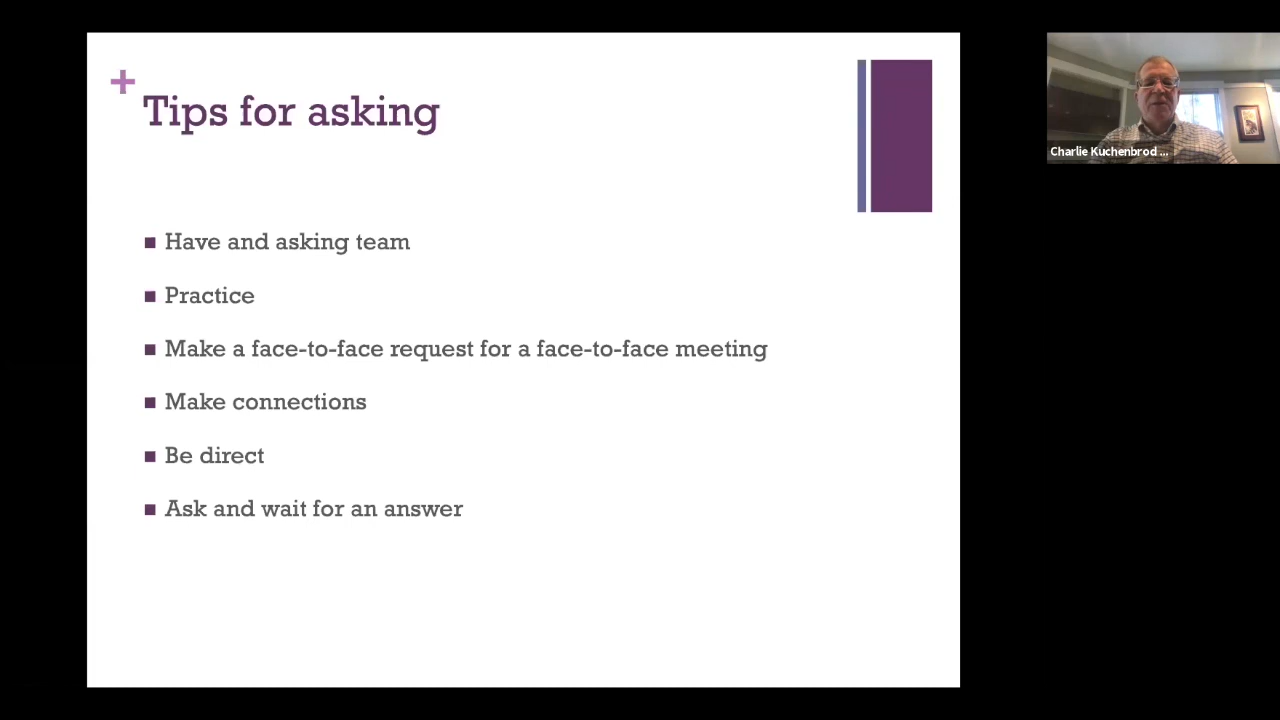 +
Tips for asking
Have and asking team
Practice
Make a face-to-face request for a face-to-face meeting
Make connections
Be direct
Ask and wait for an answer
Charlie Kuchenbrod ...